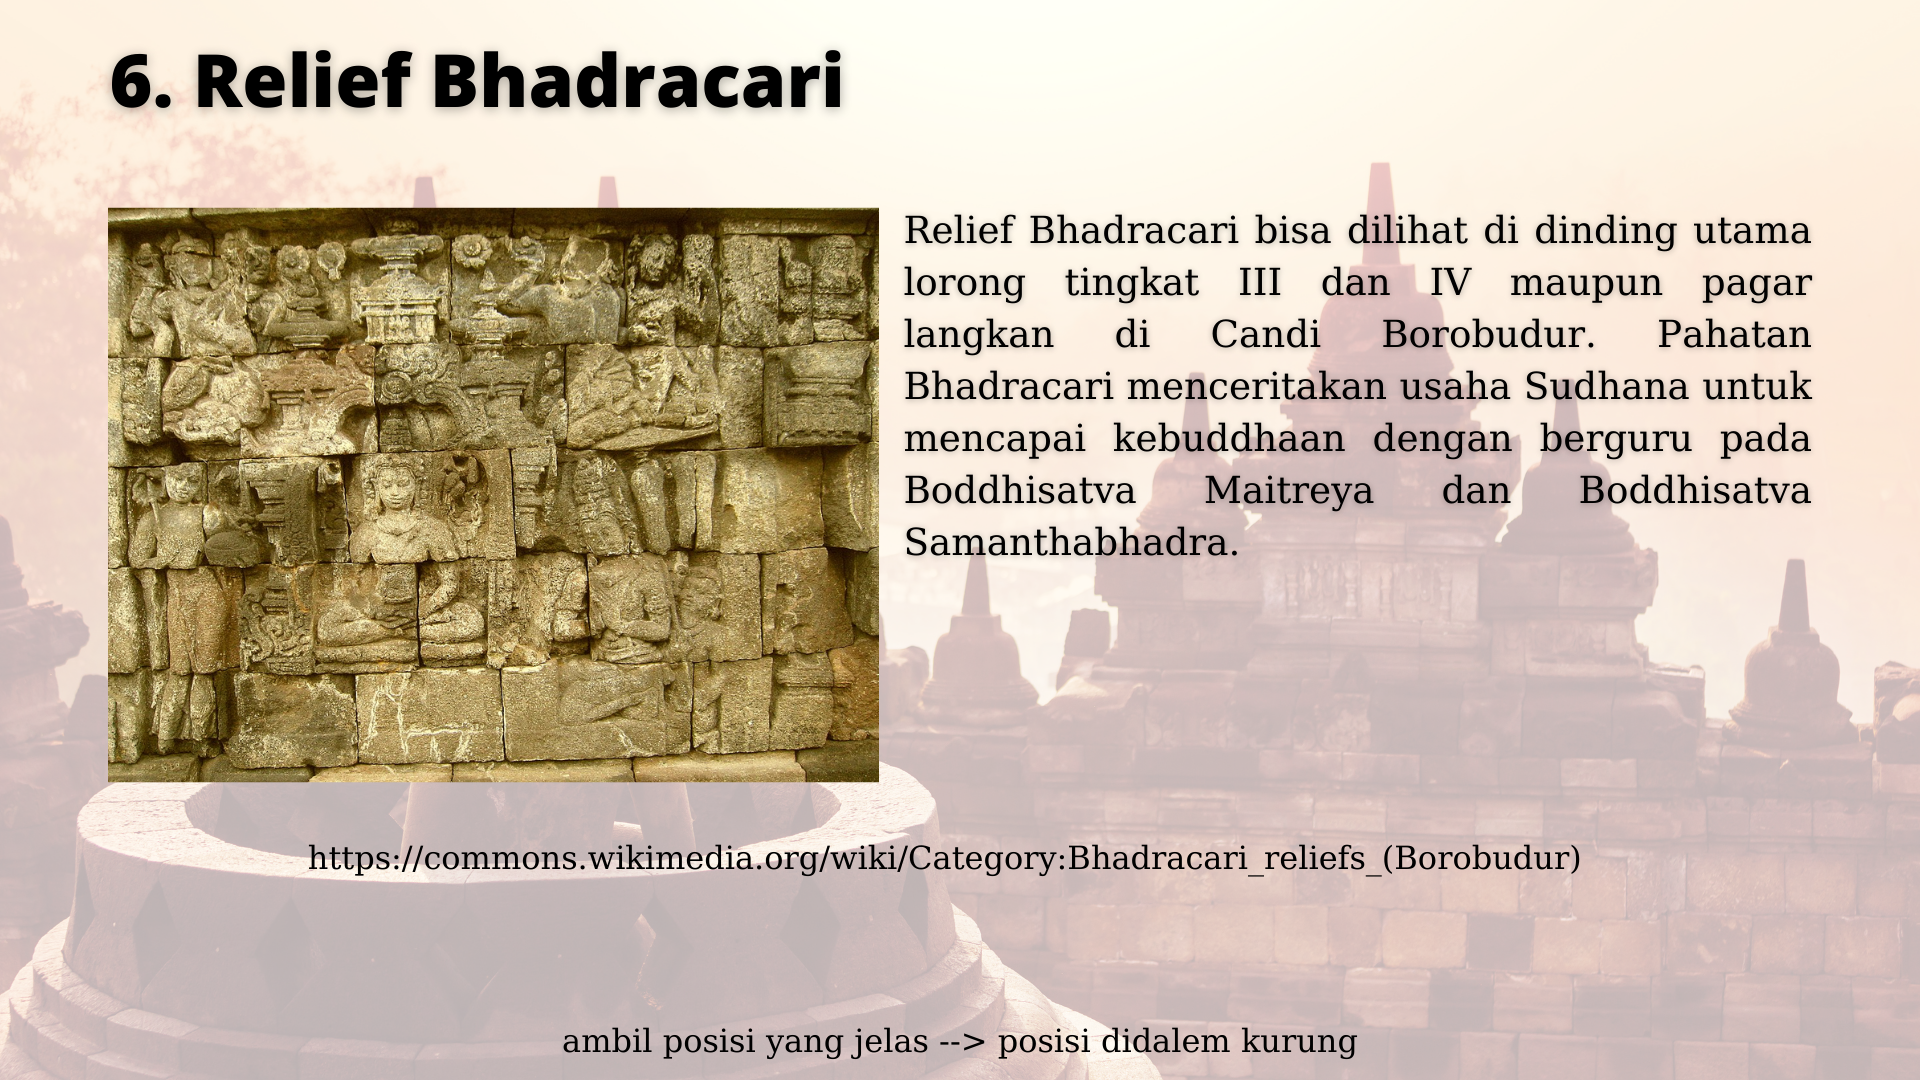 6. Relief Bhadracari
Relief Bhadracari bisa dilihat di dinding utama
lorong tingkat III dan IV maupun pagar
langkan di Candi Borobudur. Pahatan
Bhadracari menceritakan usaha Sudhana untuk
mencapai kebuddhaan dengan berguru pada
Boddhisatva Maitreya dan Boddhisatva
Samanthabhadra.
https://commons.wikimedia.org/wiki/Category:Bhadracari_reliefs_(Borobudur)
ambil posisi yang jelas --> posisi didalem kurung